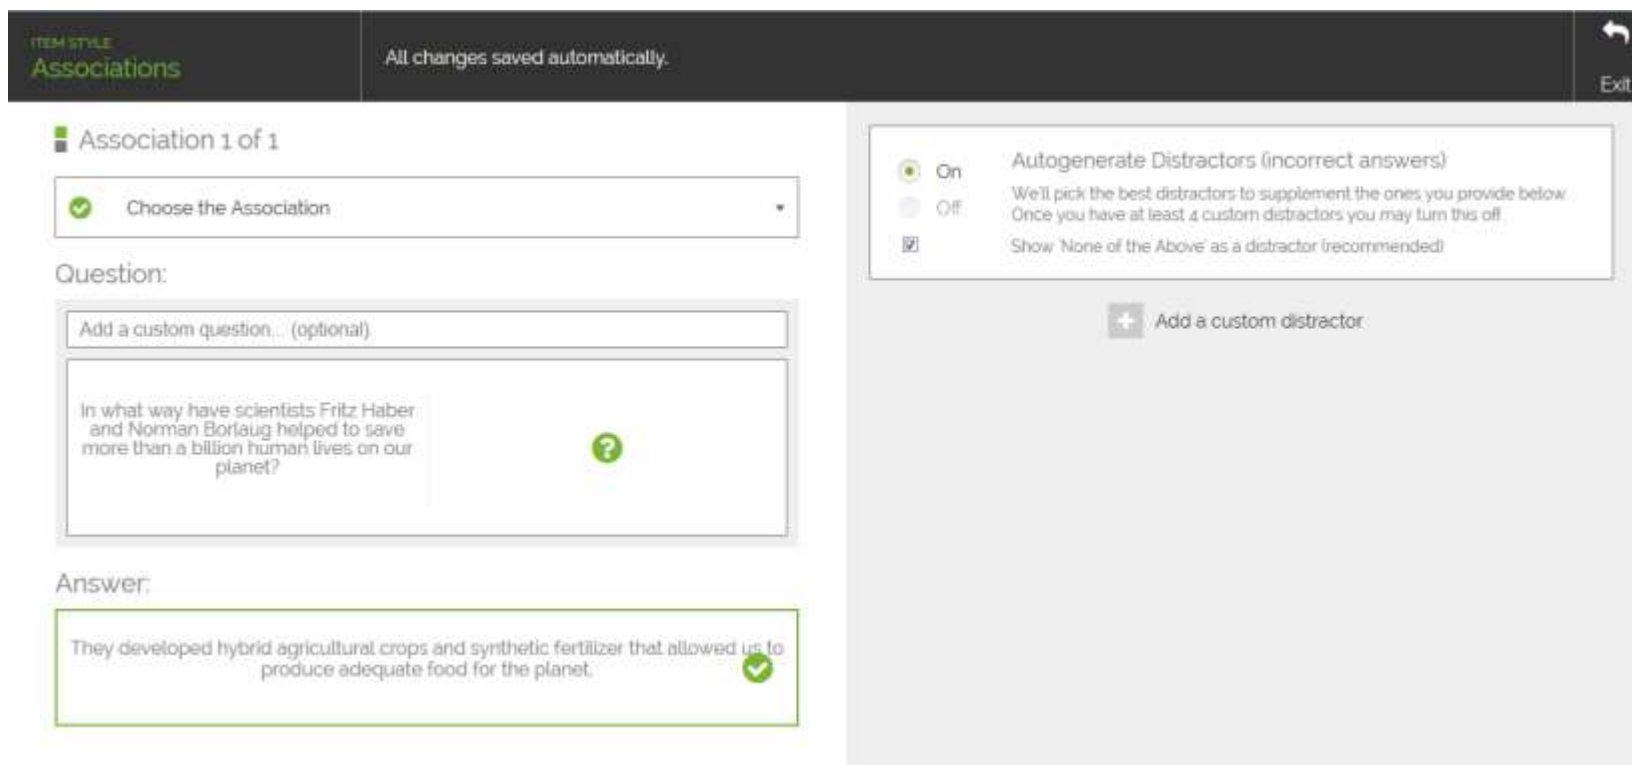 ITEM STYLE
Associations
All changes saved automatically.
Exit
Association 1 of 1
Choose the Association
Question:
Add a custom question... (optional)
In what way have scientists Fritz Haber
and Norman Borlaug helped to save
more than a billion human lives on our
planet?
Answer:
They developed hybrid agricultural crops and synthetic fertilizer that allowed us to
produce adequate food for the planet.
On
Off
Autogenerate Distractors (incorrect answers)
We'll pick the best distractors to supplement the ones you provide below
Once you have at least 4 custom distractors you may turn this off.
Show 'None of the Above' as a distractor (recommended)
Add a custom distractor